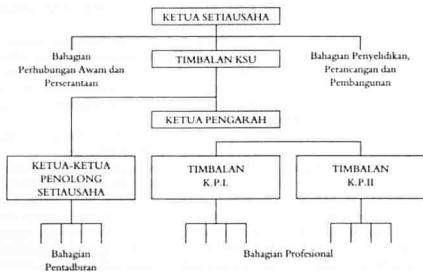 KETUA SETIAUSAHA
Bahagian
Perhubungan Awam dan
Perserantaan
TIMBALAN KSU
Bahagian Penyelidikan,
Perancangan dan
Pembangunan
KETUA PENGARAH
KETUA-KETUA
PENOLONG
SETIAUSAHA
TIMBALAN
K.P.I.
TIMBALAN
K.P.II
Bahagian
Pentadbiran
Bahagian Profesional